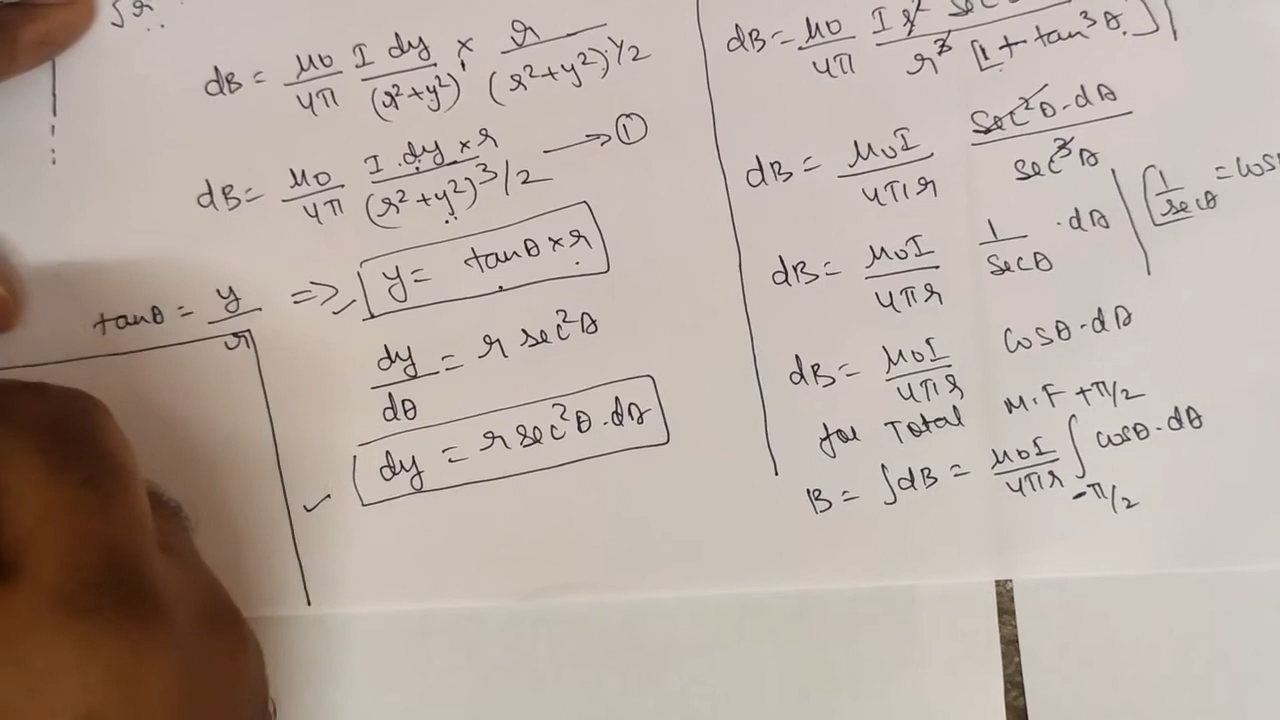 dB = μ0/4π I dy/(r²+y²) × r/(r²+y²)^1/2
dB = μ0/4π I.dy×r/(r²+y²)^3/2 → ①
tanθ = y/r ⇒ y = tanθ×r
dy/dθ = r sec²θ
✓ dy = r sec²θ.dθ
dB = μ0/4π I r² / r³ [1+tan³θ]
dB = μ0I/4πr sec²θ.dθ/sec³θ
dB = μ0I/4πr 1/secθ .dθ | [1/secθ = cos
dB = μ0I/4πr cosθ.dθ
for Total M.F
B = ∫dB = μ0I/4πr ∫ +π/2 -π/2 cosθ.dθ